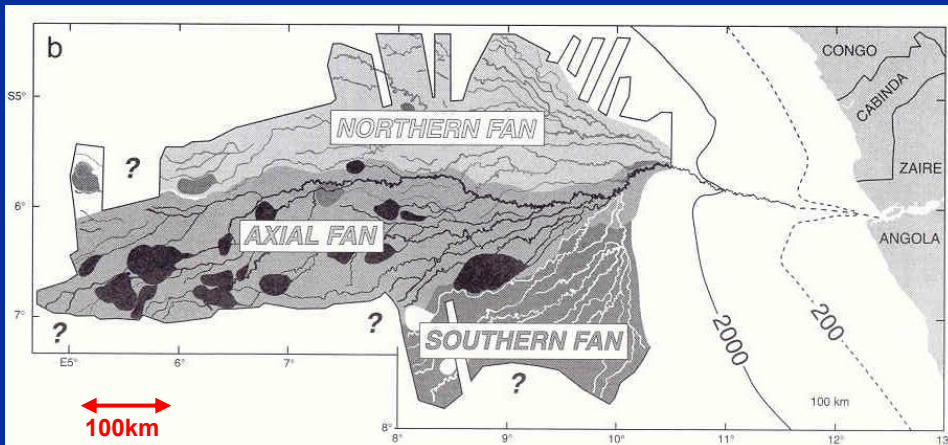 b
CONGO
CABINDA
S5°
NORTHERN FAN
?
ZAIRE
6°
AXIAL FAN
ANGOLA
7°
?
?
SOUTHERN FAN
2000
200
?
E5°
6°
7°
100 km
100km
8°
8°
9°
10°
11°
12°
13